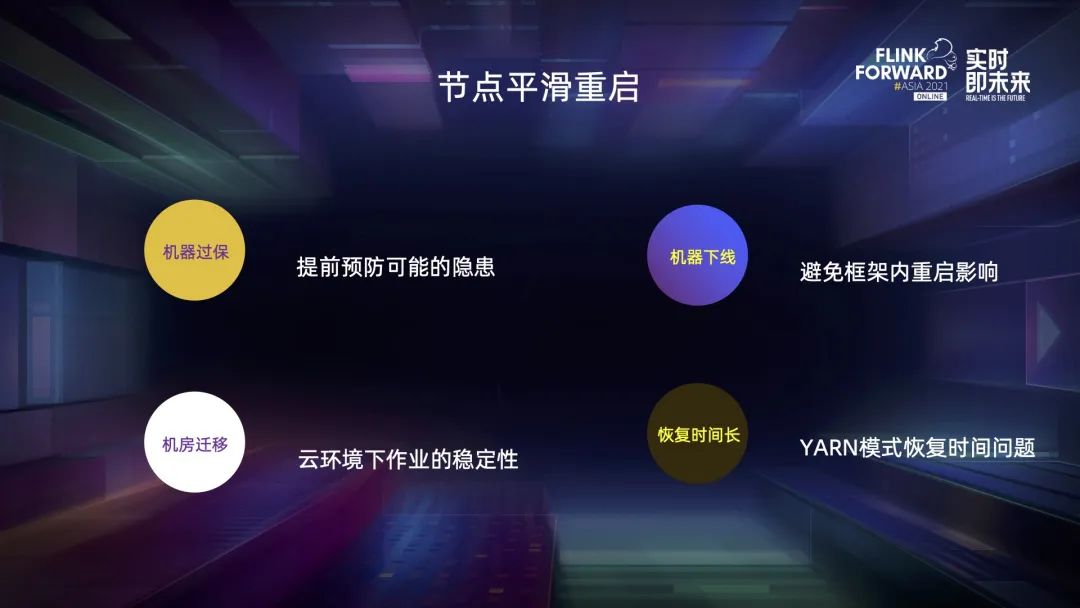 节点平滑重启
FLINK
FORWARD
#ASIA 2021
ONLINE
实时
即未来
REAL-TIME IS THE FUTURE
机器过保
提前预防可能的隐患
机器下线
避免框架内重启影响
机房迁移
云环境下作业的稳定性
恢复时间长
YARN模式恢复时间问题